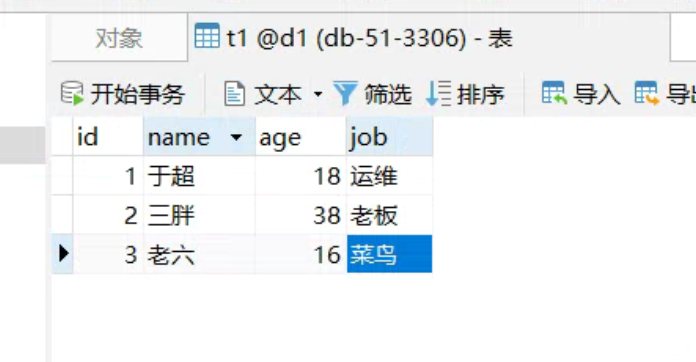 对象 t1 @d1 (db-51-3306) - 表
开始事务 文本 筛选 排序 导入
id name age job
1 于超 18 运维
2 三胖 38 老板
3 老六 16 菜鸟